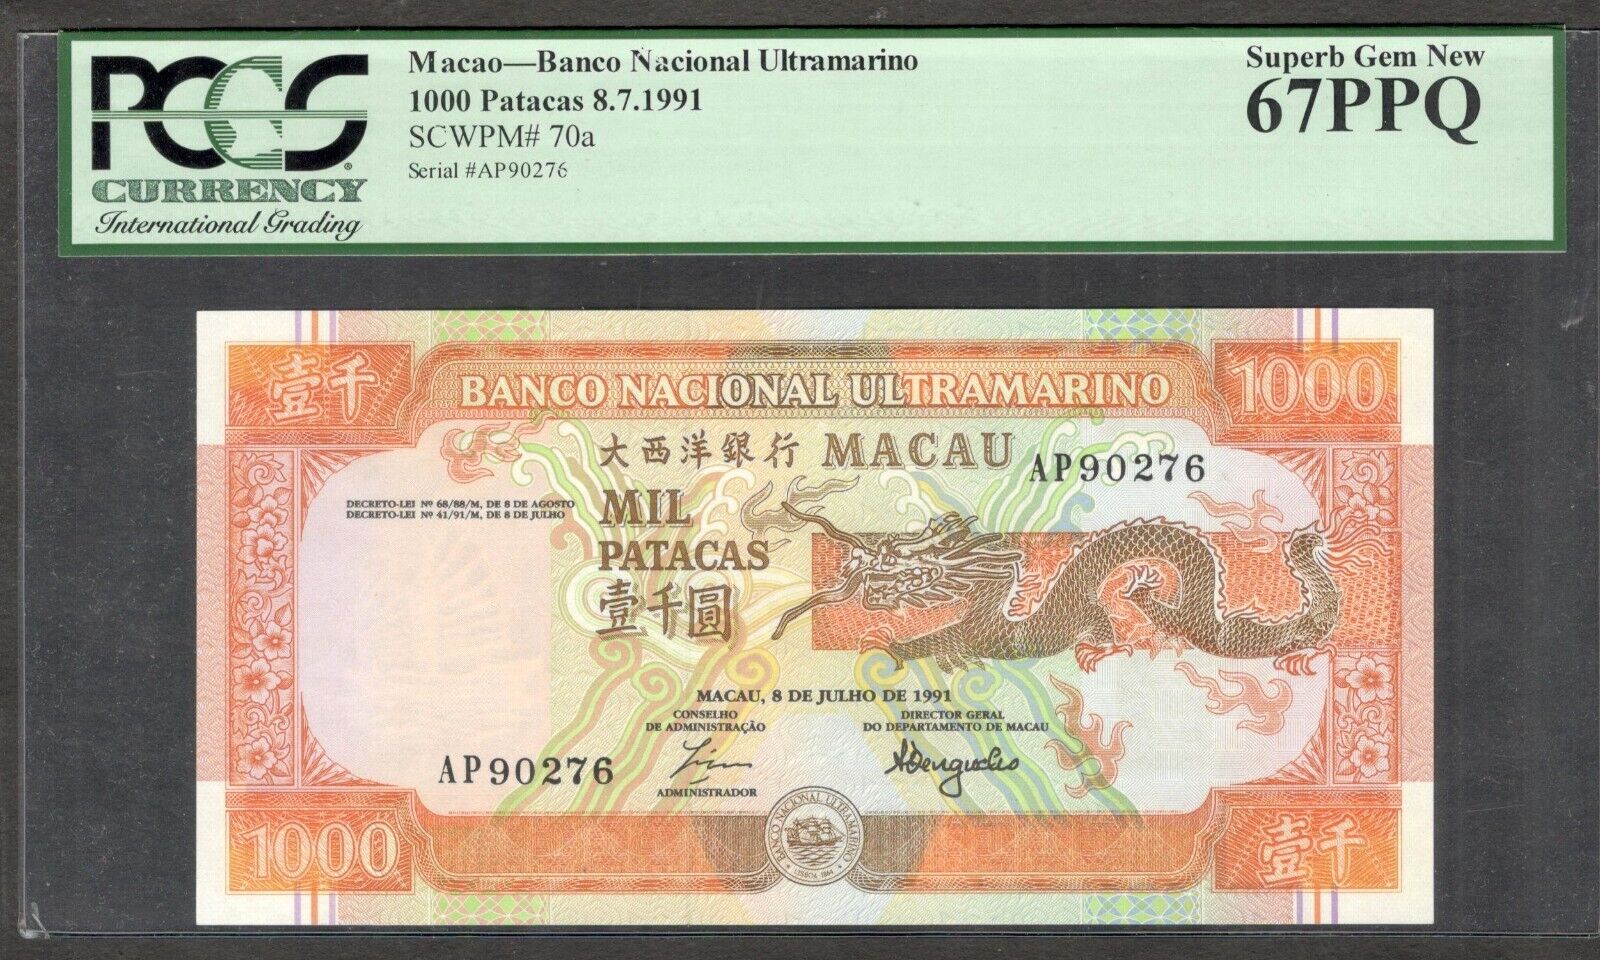 PCGS
CURRENCY
International Grading
Macao—Banco Nacional Ultramarino
1000 Patacas 8.7.1991
SCWPM# 70a
Serial #AP90276
Superb Gem New
67PPQ
壹千
BANCO NACIONAL ULTRAMARINO
1000
大西洋銀行 MACAU
AP90276
DECRETO-LEI Nº 68/88/M, DE 8 DE AGOSTO
DECRETO-LEI Nº 41/91/M, DE 8 DE JULHO
MIL
PATACAS
壹千圓
MACAU, 8 DE JULHO DE 1991
CONSELHO
DE ADMINISTRAÇÃO
DIRECTOR GERAL
DO DEPARTAMENTO DE MACAU
AP90276
ADMINISTRADOR
1000
BANCO NACIONAL ULTRAMARINO
LISBOA 1864
壹千